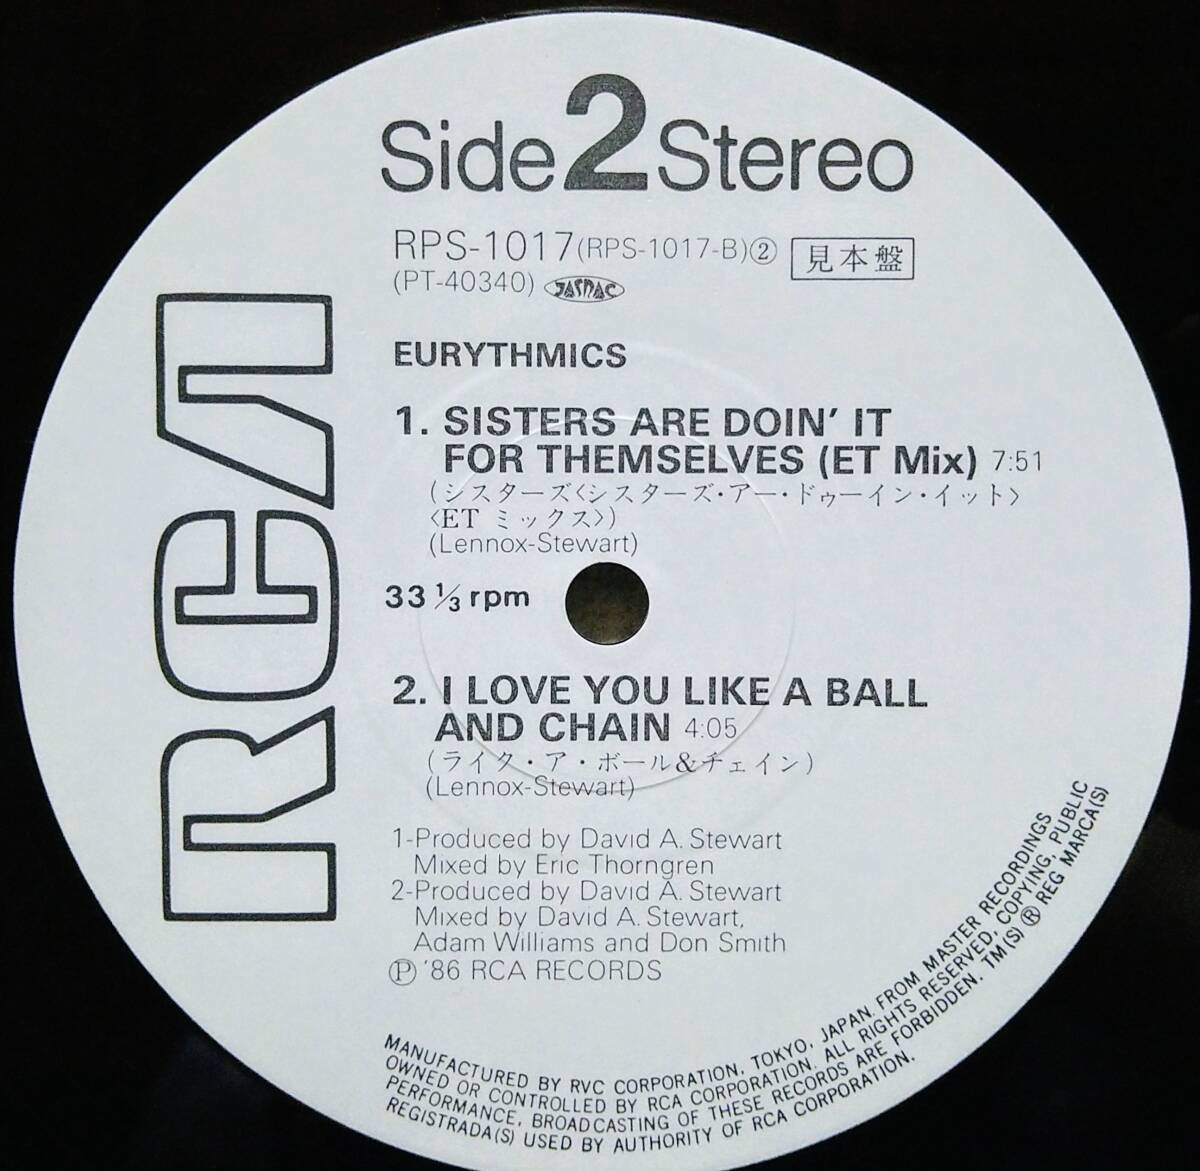 Side 2 Stereo
RPS-1017 (RPS-1017-B) ② 見本盤
(PT-40340) JASRAC
RCA
EURYTHMICS
1. SISTERS ARE DOIN' IT
FOR THEMSELVES (ET Mix) 7:51
(シスターズ〈シスターズ・アー・ドゥーイン・イット〉
〈ET ミックス〉)
(Lennox-Stewart)
33 ⅓ rpm
2. I LOVE YOU LIKE A BALL
AND CHAIN 4:05
(ライク・ア・ボール&チェイン)
(Lennox-Stewart)
1-Produced by David A. Stewart
Mixed by Eric Thorngren
2-Produced by David A. Stewart
Mixed by David A. Stewart,
Adam Williams and Don Smith
Ⓟ '86 RCA RECORDS
MANUFACTURED BY RVC CORPORATION, TOKYO, JAPAN. FROM MASTER RECORDINGS
OWNED OR CONTROLLED BY RCA CORPORATION. ALL RIGHTS RESERVED, COPYING, PUBLIC
PERFORMANCE, BROADCASTING OF THESE RECORDS ARE FORBIDDEN. TM(S) ® REG MARCA(S)
REGISTRADA(S) USED BY AUTHORITY OF RCA CORPORATION.